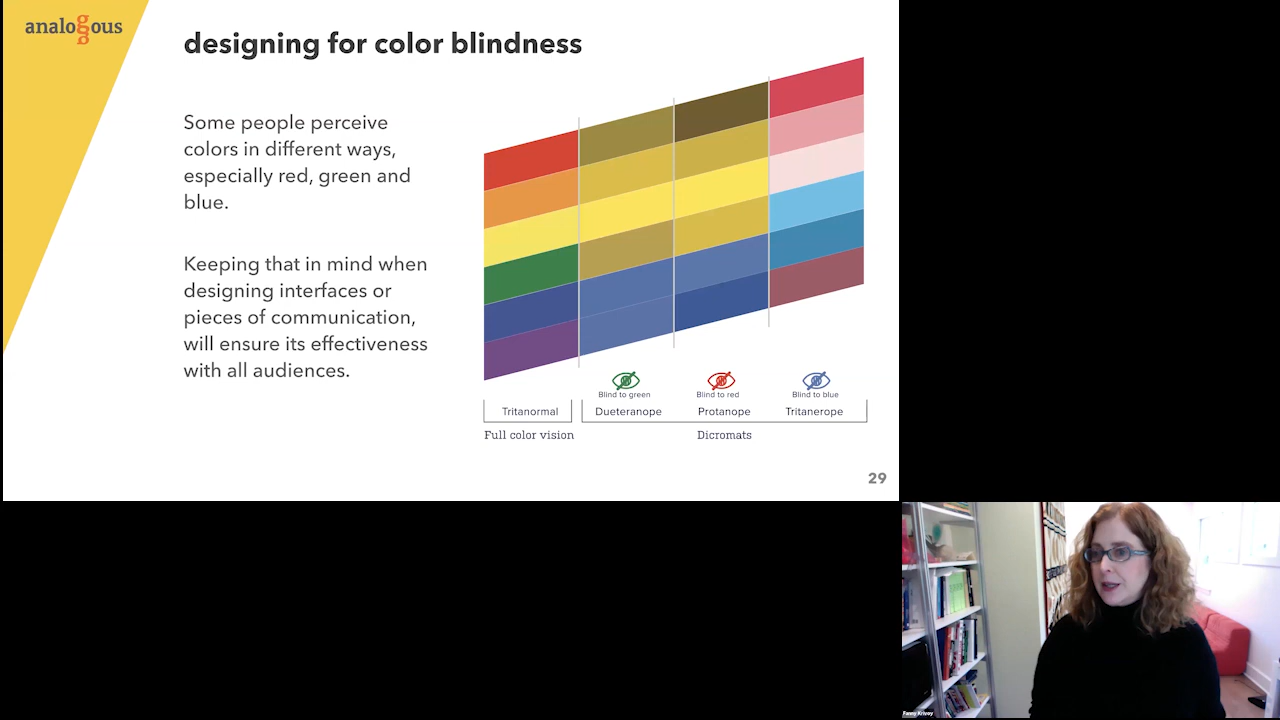 analogous
designing for color blindness
Some people perceive
colors in different ways,
especially red, green and
blue.
Keeping that in mind when
designing interfaces or
pieces of communication,
will ensure its effectiveness
with all audiences.
Blind to green
Blind to red
Blind to blue
Tritanormal
Dueteranope
Protanope
Tritanerope
Full color vision
Dicromats
29
Fanny Krivoy